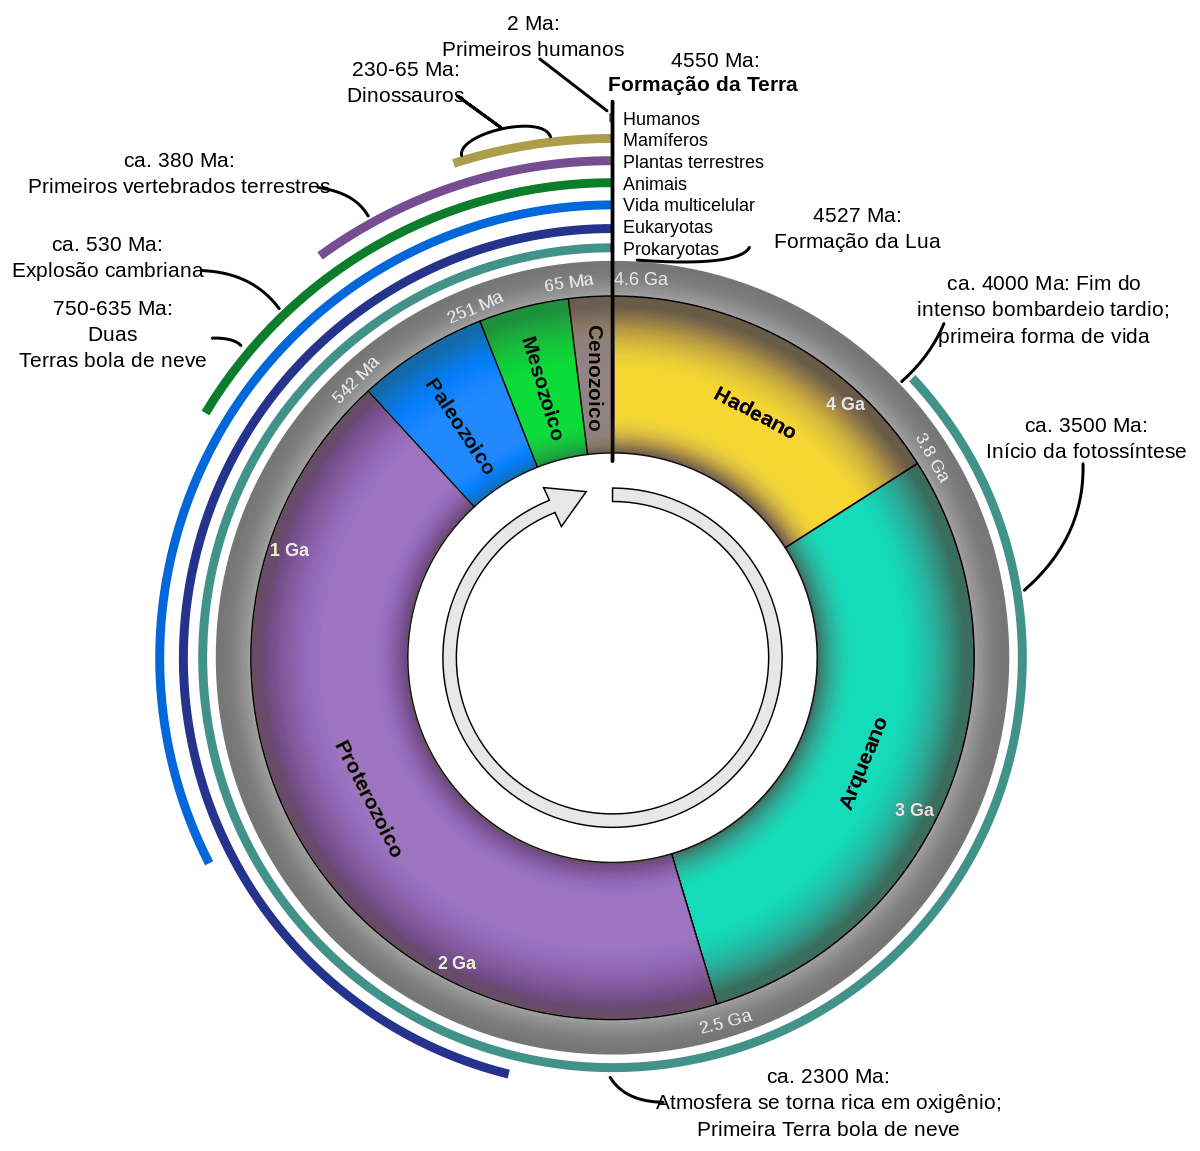 2 Ma:
Primeiros humanos
4550 Ma:
Formação da Terra
230-65 Ma:
Dinossauros
Humanos
Mamíferos
Plantas terrestres
Animais
Vida multicelular
Eukaryotas
Prokaryotas
ca. 380 Ma:
Primeiros vertebrados terrestres
4527 Ma:
Formação da Lua
ca. 530 Ma:
Explosão cambriana
ca. 4000 Ma: Fim do
intenso bombardeio tardio;
primeira forma de vida
750-635 Ma:
Duas
Terras bola de neve
4.6 Ga
65 Ma
251 Ma
542 Ma
Cenozoico
Mesozoico
Paleozoico
Hadeano
4 Ga
3.8 Ga
ca. 3500 Ma:
Início da fotossíntese
1 Ga
Proterozoico
Arqueano
3 Ga
2 Ga
2.5 Ga
ca. 2300 Ma:
Atmosfera se torna rica em oxigênio;
Primeira Terra bola de neve